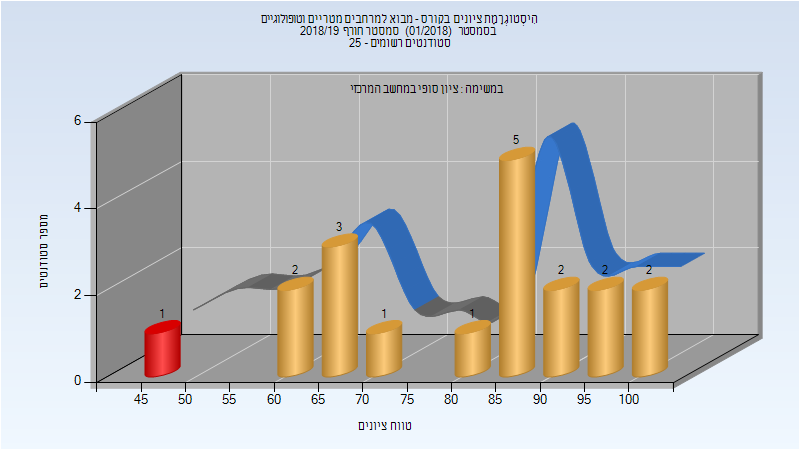 הִיסְטוֹגְרָמַת ציונים בקורס - מבוא למרחבים מטריים וטופולוגיים
בסמסטר (01/2018) סמסטר חורף 2018/19
סטודנטים רשומים - 25
במשימה : ציון סופי במחשב המרכזי
מספר סטודנטים
6
4
2
0
1
2
3
1
1
5
2
2
2
45 50 55 60 65 70 75 80 85 90 95 100
טווח ציונים